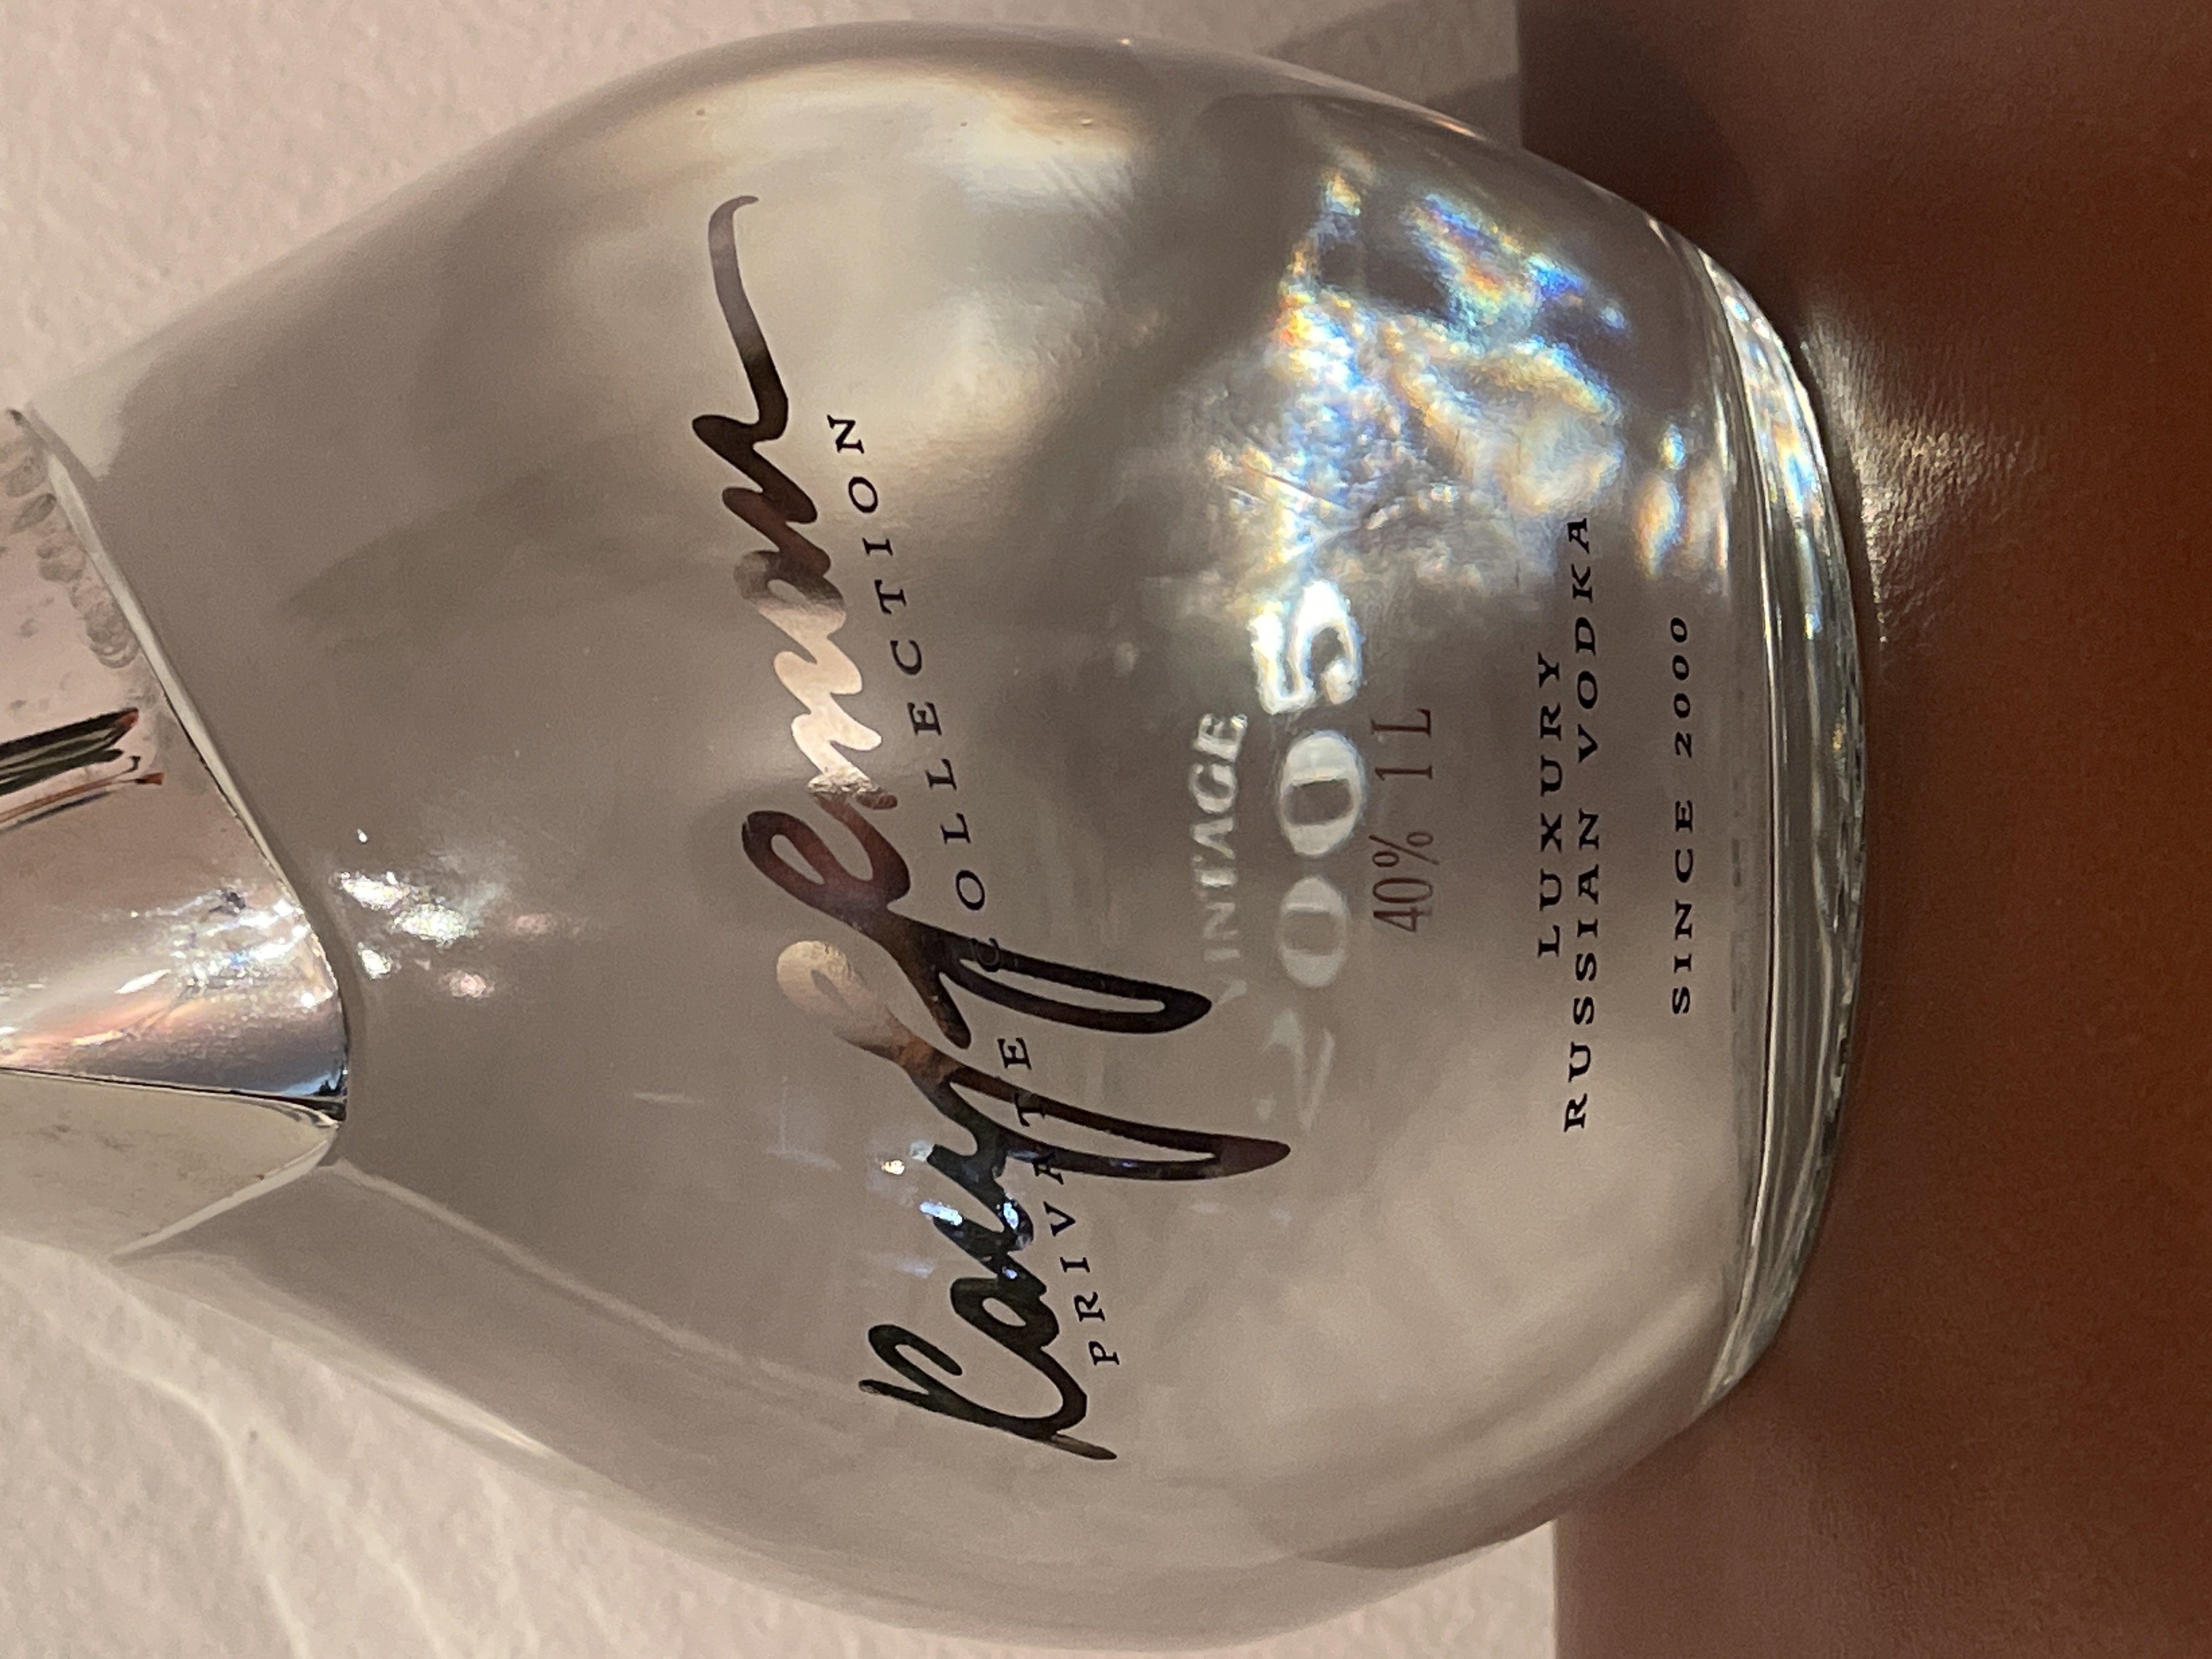 Kauffman
PRIVATE COLLECTION
VINTAGE
2005
40% 1L
LUXURY
RUSSIAN VODKA
SINCE 2000